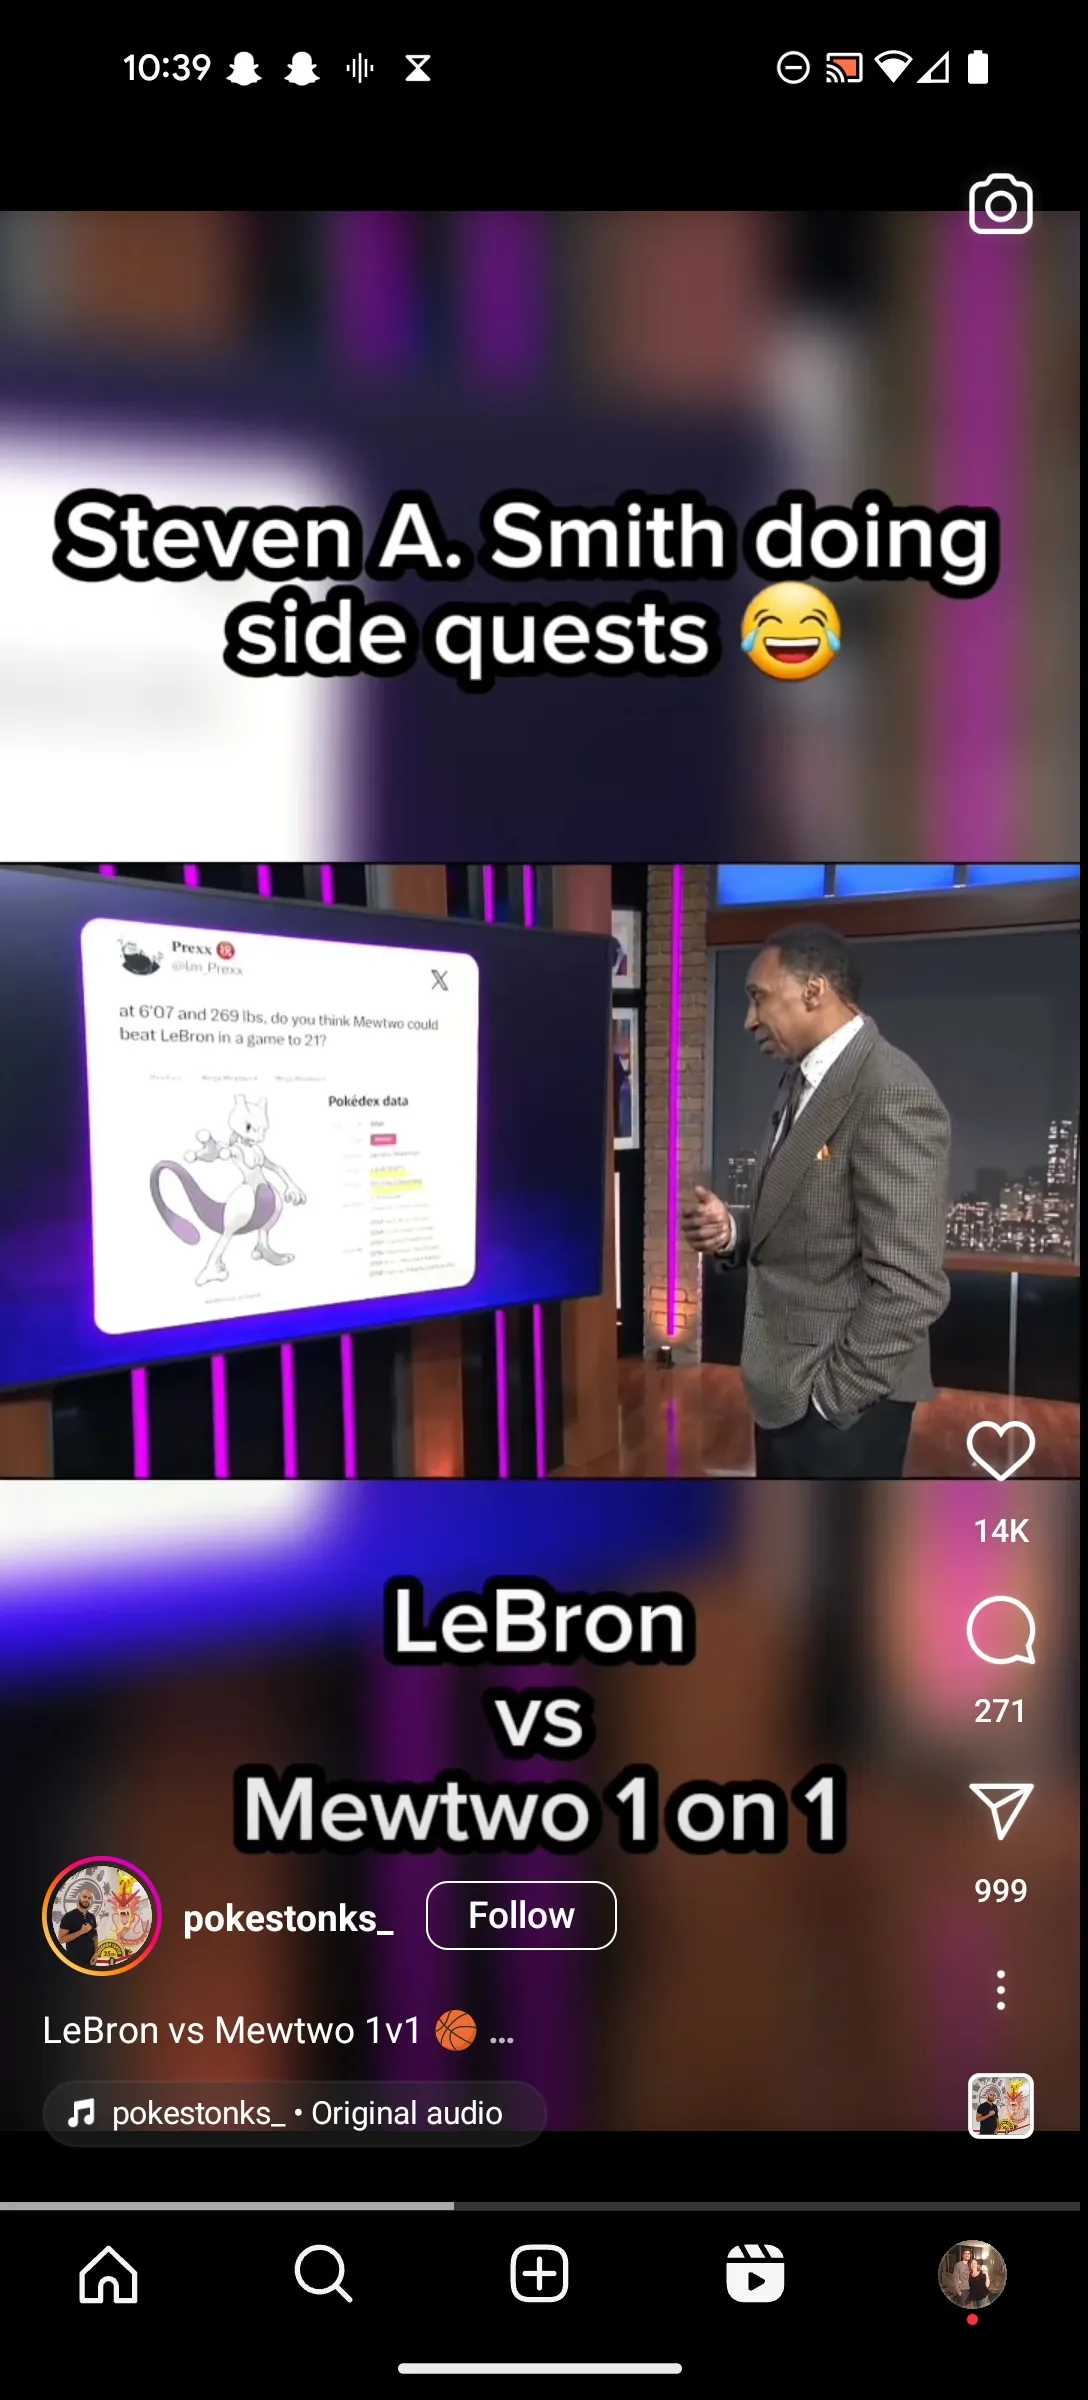 10:39
Steven A. Smith doing
side quests 😂
Prexx ㊗
@Im_Prexx
at 6'07 and 269 lbs, do you think Mewtwo could
beat LeBron in a game to 21?
Pokédex data
LeBron
vs
Mewtwo 1 on 1
14K
271
999
pokestonks_
Follow
LeBron vs Mewtwo 1v1 🏀 ...
pokestonks_ • Original audio